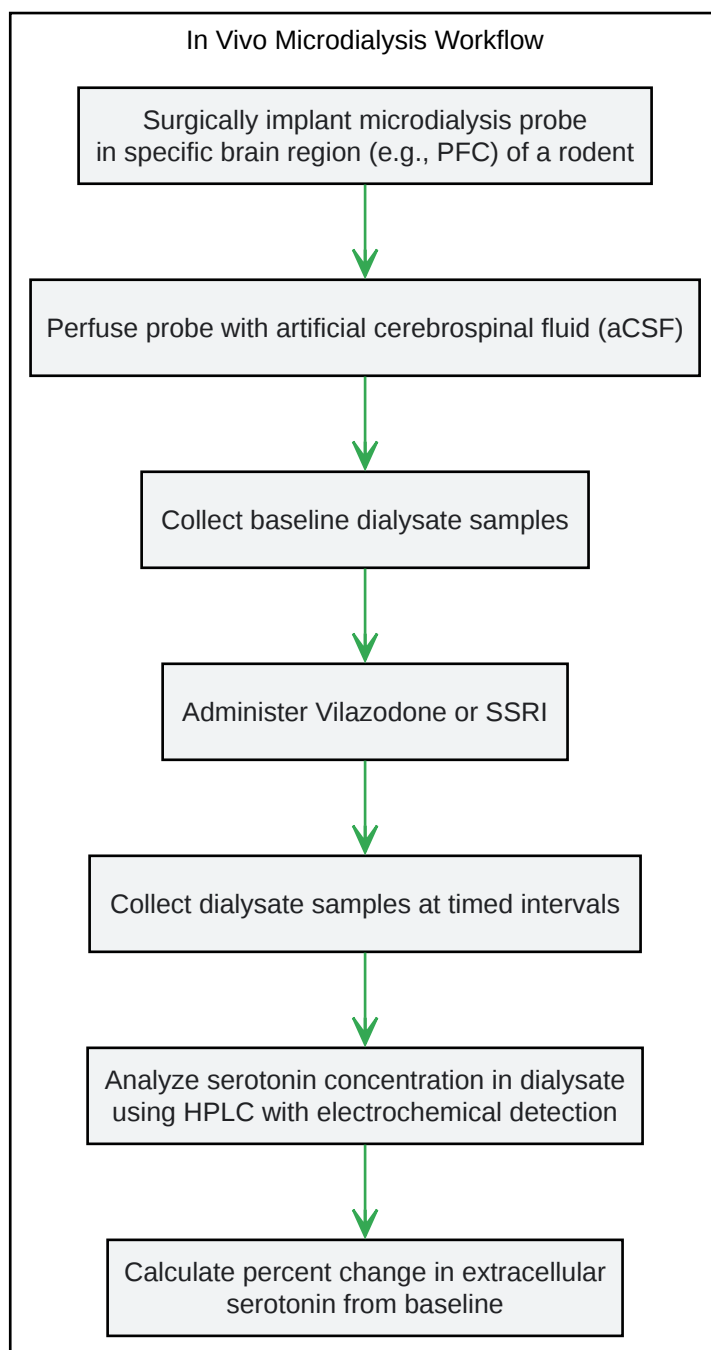 In Vivo Microdialysis Workflow
Surgically implant microdialysis probe
in specific brain region (e.g., PFC) of a rodent
Perfuse probe with artificial cerebrospinal fluid (aCSF)
Collect baseline dialysate samples
Administer Vilazodone or SSRI
Collect dialysate samples at timed intervals
Analyze serotonin concentration in dialysate
using HPLC with electrochemical detection
Calculate percent change in extracellular
serotonin from baseline